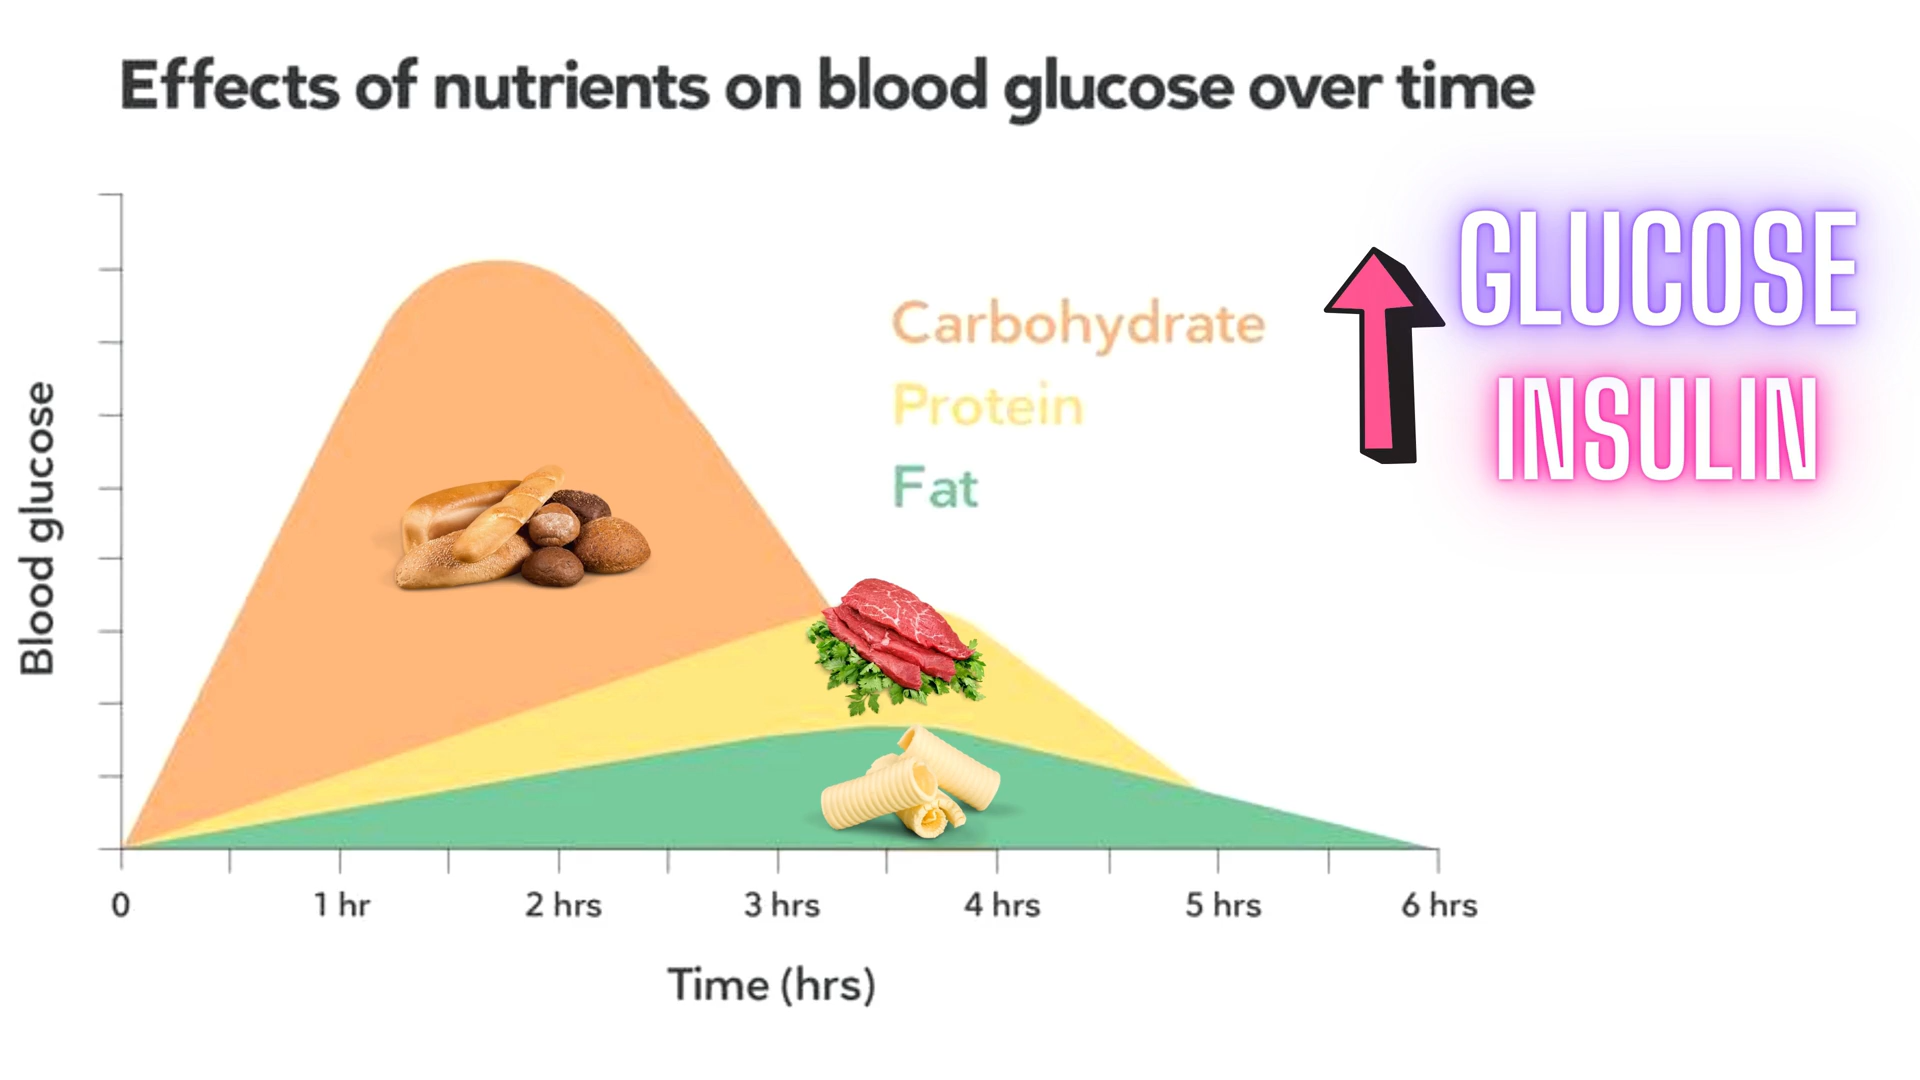 Effects of nutrients on blood glucose over time
GLUCOSE
INSULIN
Carbohydrate
Protein
Fat
Blood glucose
0
1 hr
2 hrs
3 hrs
4 hrs
5 hrs
6 hrs
Time (hrs)